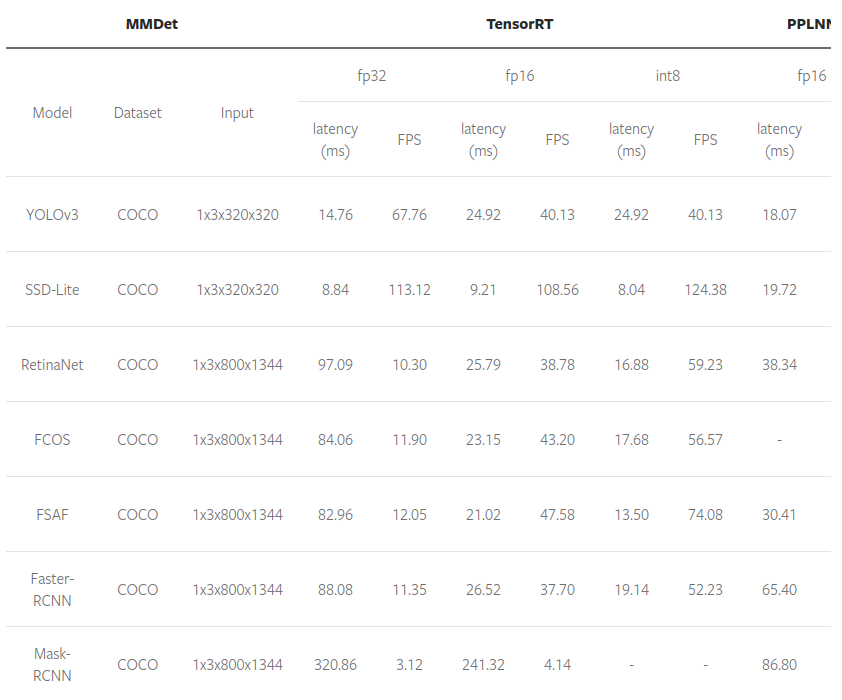 MMDet TensorRT PPLNN
fp32 fp16 int8 fp16
Model Dataset Input
latency (ms) FPS latency (ms) FPS latency (ms) FPS latency (ms)
YOLOv3 COCO 1x3x320x320 14.76 67.76 24.92 40.13 24.92 40.13 18.07
SSD-Lite COCO 1x3x320x320 8.84 113.12 9.21 108.56 8.04 124.38 19.72
RetinaNet COCO 1x3x800x1344 97.09 10.30 25.79 38.78 16.88 59.23 38.34
FCOS COCO 1x3x800x1344 84.06 11.90 23.15 43.20 17.68 56.57 -
FSAF COCO 1x3x800x1344 82.96 12.05 21.02 47.58 13.50 74.08 30.41
Faster-RCNN COCO 1x3x800x1344 88.08 11.35 26.52 37.70 19.14 52.23 65.40
Mask-RCNN COCO 1x3x800x1344 320.86 3.12 241.32 4.14 - - 86.80